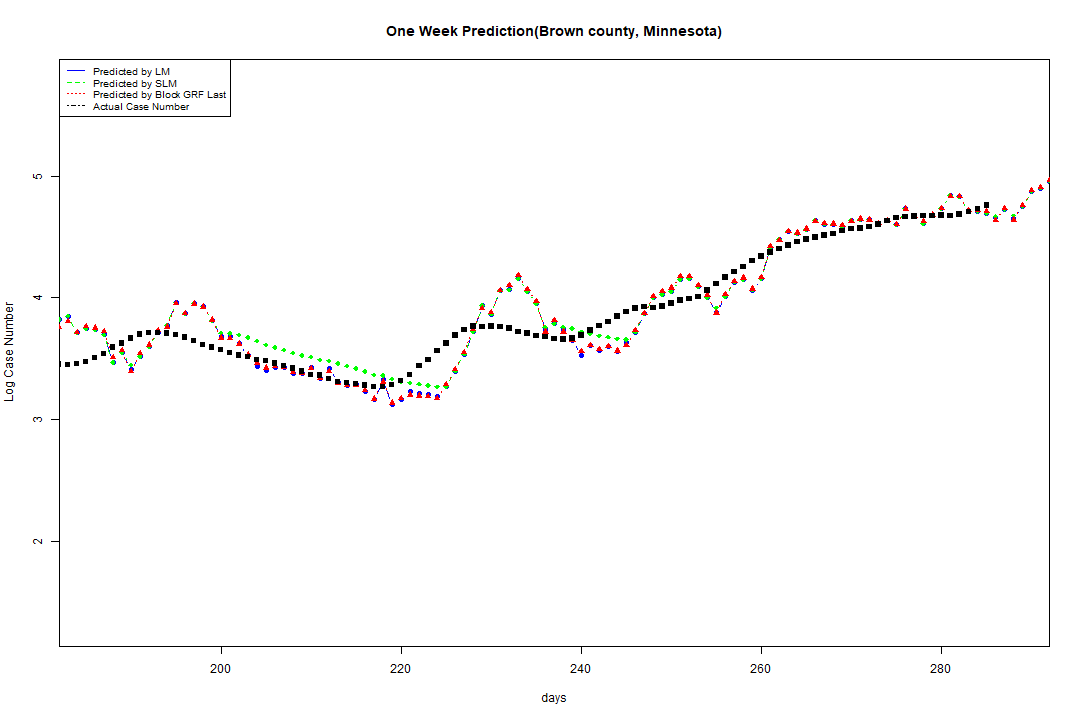 One Week Prediction(Brown county, Minnesota)
Predicted by LM
Predicted by SLM
Predicted by Block GRF Last
Actual Case Number
5
4
3
2
Log Case Number
200 220 240 260 280
days